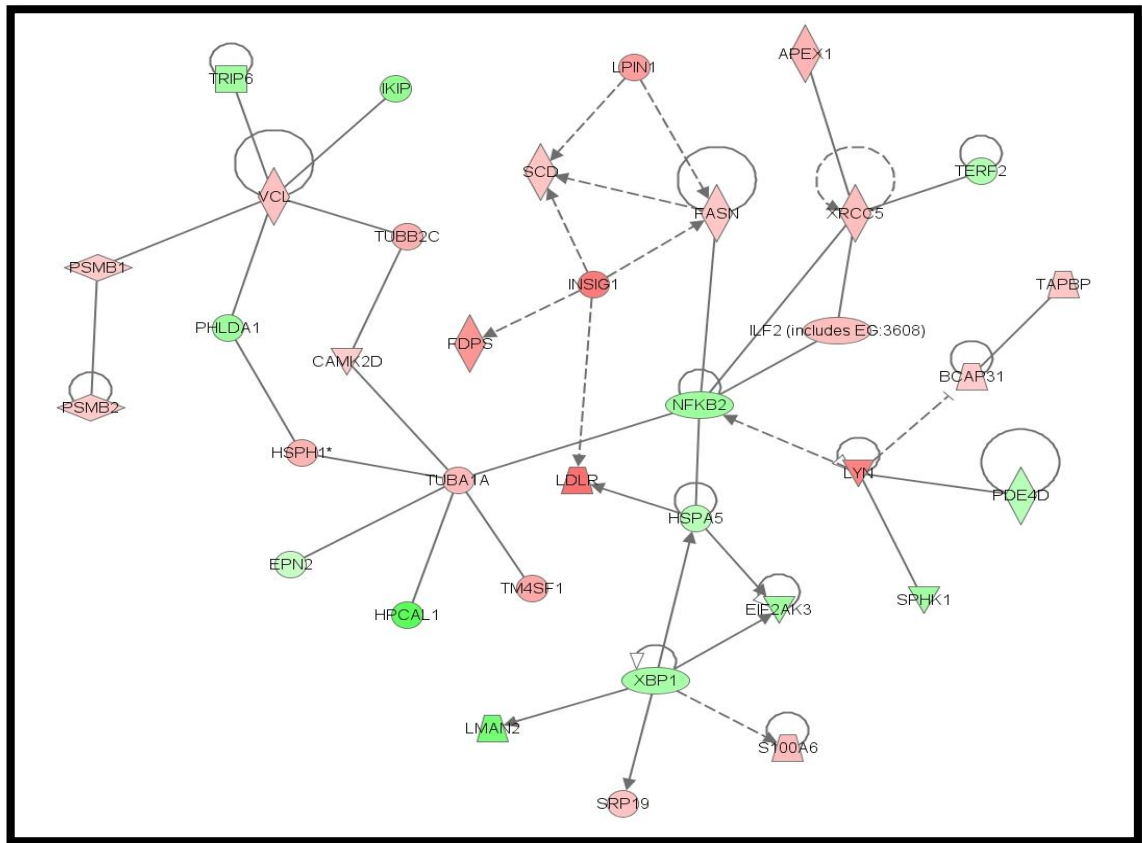 APEX1
LPIN1
TRIP6
IKIP
SCD
TERF2
VCL
FASN
XRCC5
TUBB2C
PSMB1
INSIG1
TAPBP
PHLDA1
ILF2 (includes EG:3608)
FDPS
CAMK2D
BCAP31
PSMB2
NFKB2
HSPH1*
TUBA1A
LDLR
LYN
PDE4D
HSPA5
EPN2
TM4SF1
SPHK1
HPCAL1
EIF2AK3
XBP1
LMAN2
S100A6
SRP19